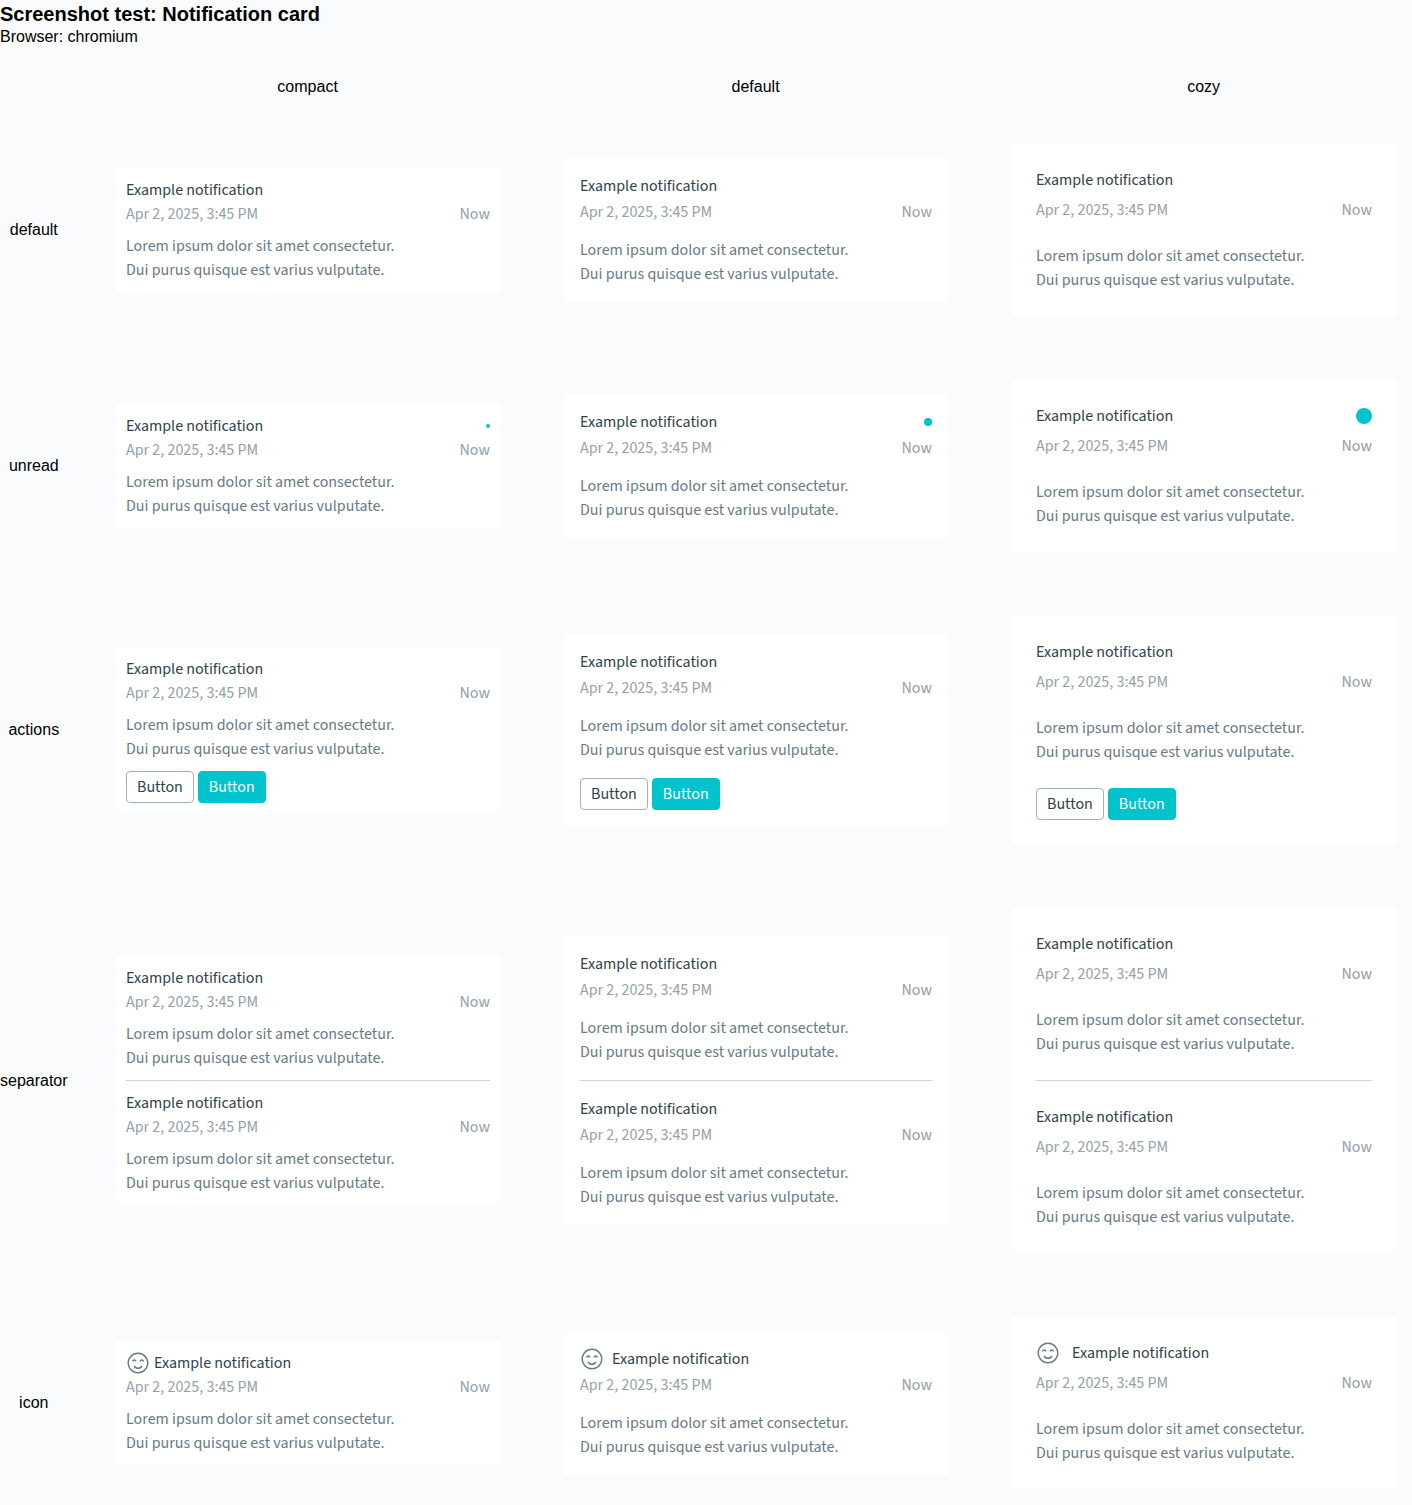 Screenshot test: Notification card
Browser: chromium
compact default cozy
default
Example notification
Apr 2, 2025, 3:45 PM Now
Lorem ipsum dolor sit amet consectetur.
Dui purus quisque est varius vulputate.
Example notification
Apr 2, 2025, 3:45 PM Now
Lorem ipsum dolor sit amet consectetur.
Dui purus quisque est varius vulputate.
Example notification
Apr 2, 2025, 3:45 PM Now
Lorem ipsum dolor sit amet consectetur.
Dui purus quisque est varius vulputate.
unread
Example notification
Apr 2, 2025, 3:45 PM Now
Lorem ipsum dolor sit amet consectetur.
Dui purus quisque est varius vulputate.
Example notification
Apr 2, 2025, 3:45 PM Now
Lorem ipsum dolor sit amet consectetur.
Dui purus quisque est varius vulputate.
Example notification
Apr 2, 2025, 3:45 PM Now
Lorem ipsum dolor sit amet consectetur.
Dui purus quisque est varius vulputate.
actions
Example notification
Apr 2, 2025, 3:45 PM Now
Lorem ipsum dolor sit amet consectetur.
Dui purus quisque est varius vulputate.
Button Button
Example notification
Apr 2, 2025, 3:45 PM Now
Lorem ipsum dolor sit amet consectetur.
Dui purus quisque est varius vulputate.
Button Button
Example notification
Apr 2, 2025, 3:45 PM Now
Lorem ipsum dolor sit amet consectetur.
Dui purus quisque est varius vulputate.
Button Button
separator
Example notification
Apr 2, 2025, 3:45 PM Now
Lorem ipsum dolor sit amet consectetur.
Dui purus quisque est varius vulputate.
Example notification
Apr 2, 2025, 3:45 PM Now
Lorem ipsum dolor sit amet consectetur.
Dui purus quisque est varius vulputate.
Example notification
Apr 2, 2025, 3:45 PM Now
Lorem ipsum dolor sit amet consectetur.
Dui purus quisque est varius vulputate.
Example notification
Apr 2, 2025, 3:45 PM Now
Lorem ipsum dolor sit amet consectetur.
Dui purus quisque est varius vulputate.
Example notification
Apr 2, 2025, 3:45 PM Now
Lorem ipsum dolor sit amet consectetur.
Dui purus quisque est varius vulputate.
Example notification
Apr 2, 2025, 3:45 PM Now
Lorem ipsum dolor sit amet consectetur.
Dui purus quisque est varius vulputate.
icon
Example notification
Apr 2, 2025, 3:45 PM Now
Lorem ipsum dolor sit amet consectetur.
Dui purus quisque est varius vulputate.
Example notification
Apr 2, 2025, 3:45 PM Now
Lorem ipsum dolor sit amet consectetur.
Dui purus quisque est varius vulputate.
Example notification
Apr 2, 2025, 3:45 PM Now
Lorem ipsum dolor sit amet consectetur.
Dui purus quisque est varius vulputate.